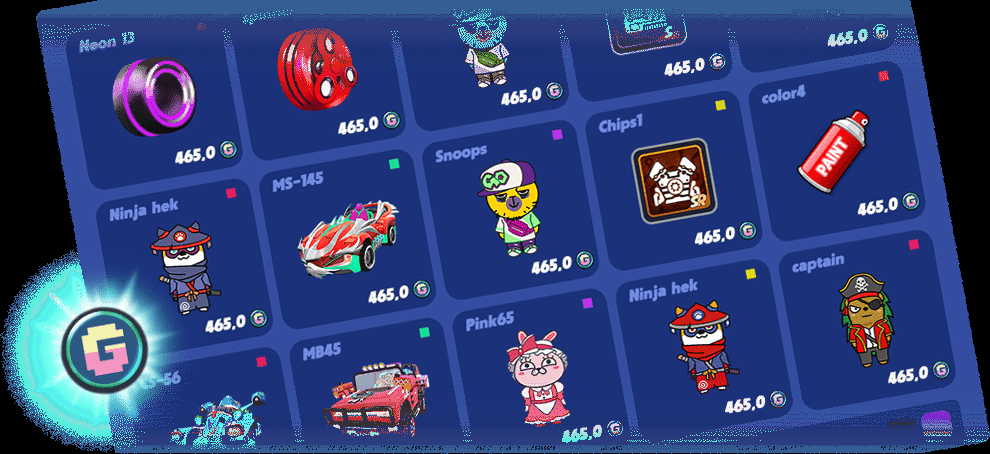 Neon 13
465,0 G
465,0 G
465,0 G
S
465,0 G
465,0 G
Ninja hek
465,0 G
MS-145
465,0 G
Snoops
465,0 G
Chips1
SR
465,0 G
color4
PAINT
465,0 G
G
-56
MB45
Pink65
465,0 G
Ninja hek
465,0 G
captain
465,0 G